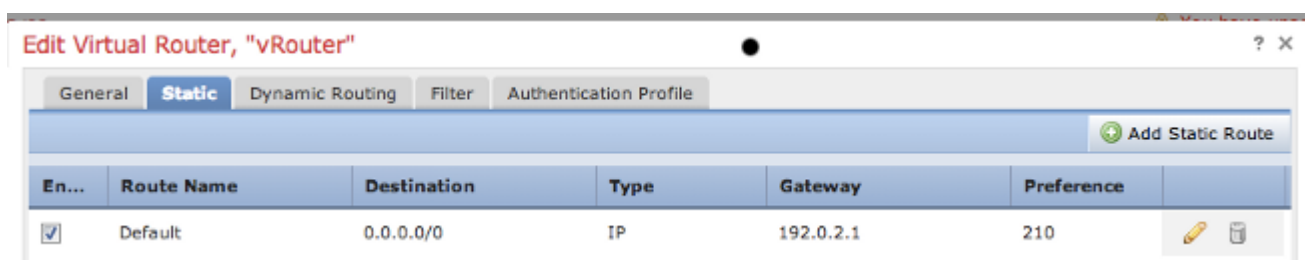 Edit Virtual Router, "vRouter" ? ×
General Static Dynamic Routing Filter Authentication Profile
Add Static Route
En... Route Name Destination Type Gateway Preference
Default 0.0.0.0/0 IP 192.0.2.1 210